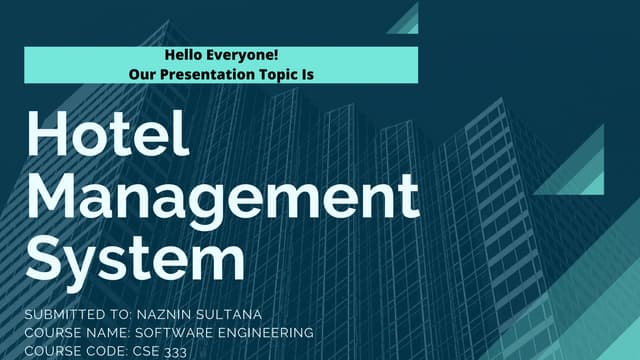 Hello Everyone!
Our Presentation Topic Is
Hotel
Management
System
SUBMITTED TO: NAZNIN SULTANA
COURSE NAME: SOFTWARE ENGINEERING
COURSE CODE: CSE 333